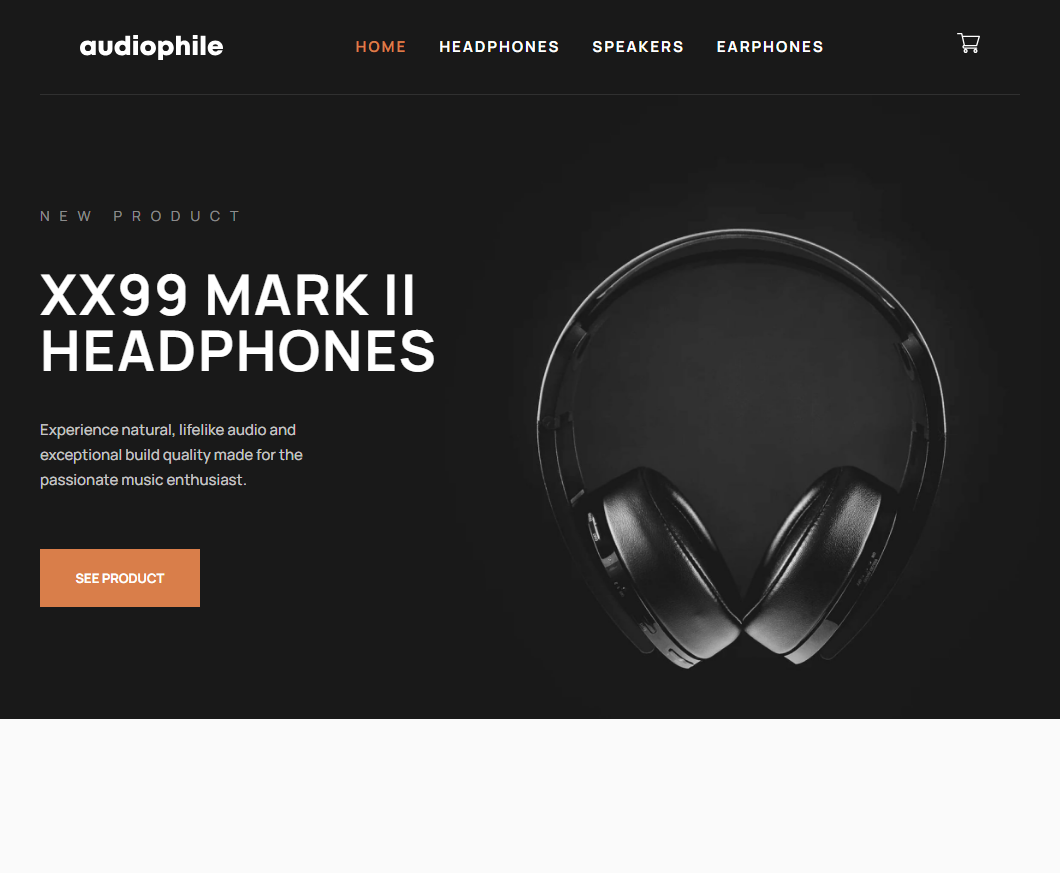 audiophile
HOME HEADPHONES SPEAKERS EARPHONES
NEW PRODUCT
XX99 MARK II
HEADPHONES
Experience natural, lifelike audio and
exceptional build quality made for the
passionate music enthusiast.
SEE PRODUCT